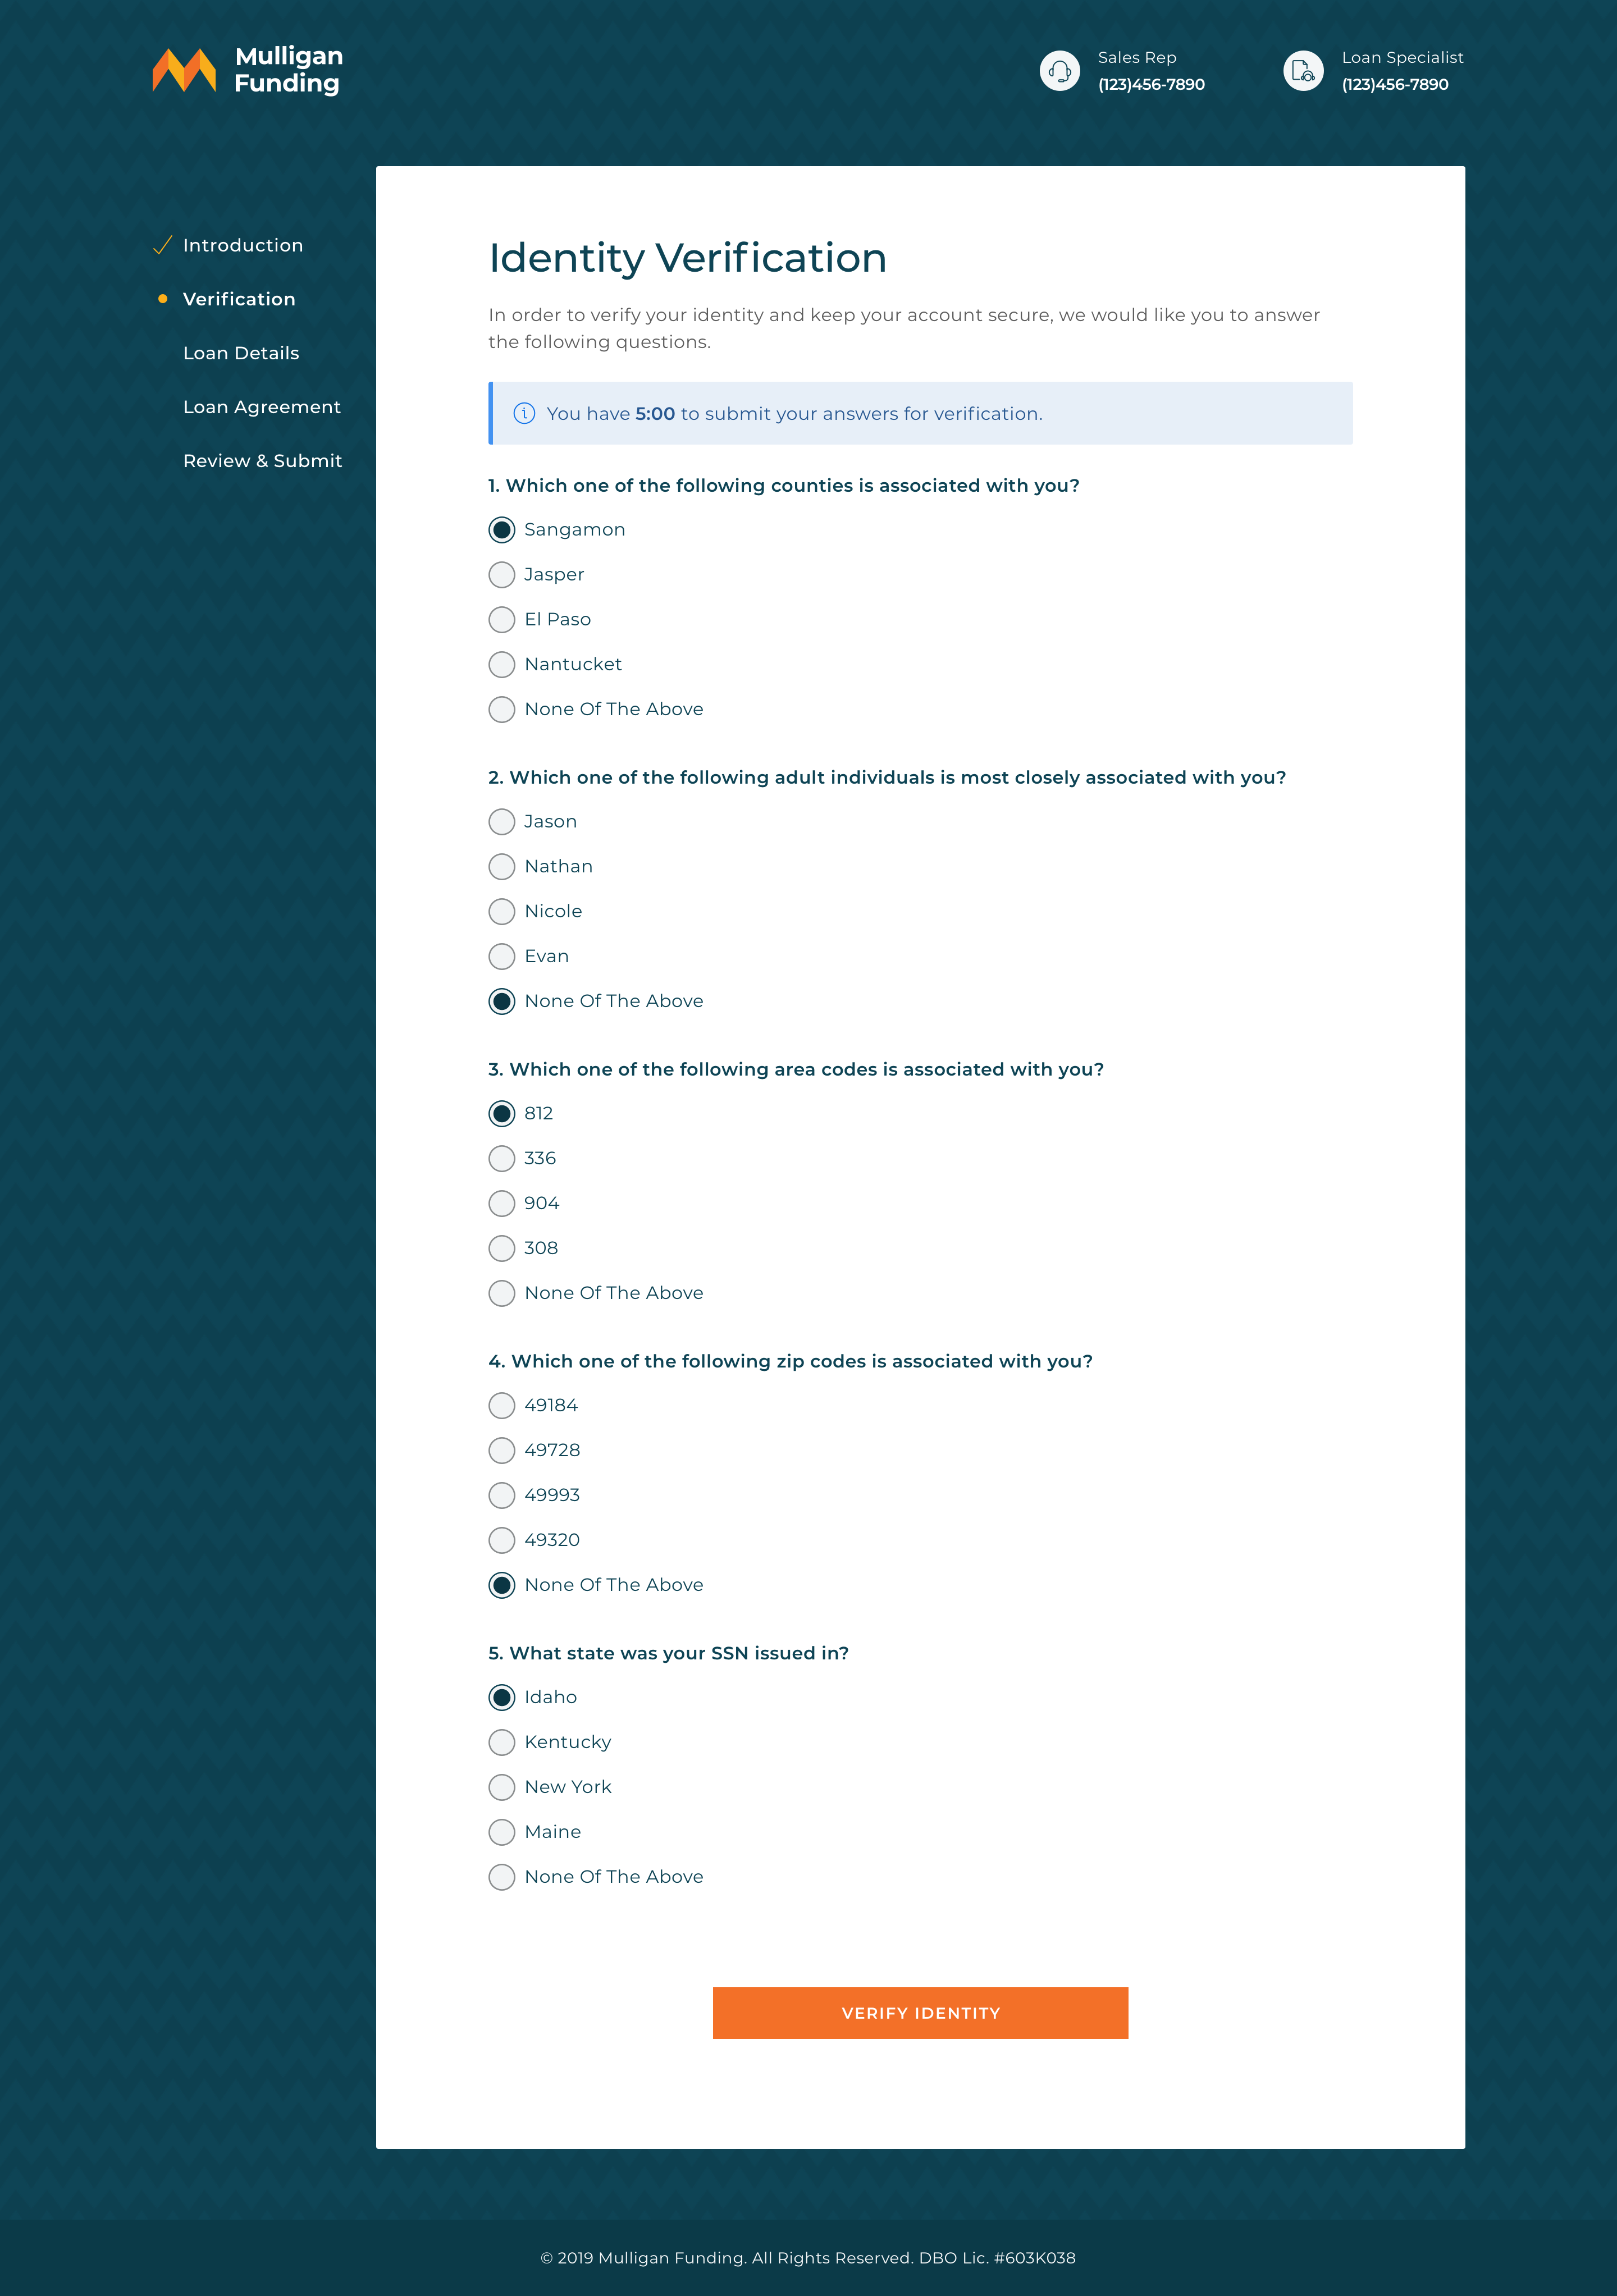 Mulligan
Funding
Sales Rep
(123)456-7890
Loan Specialist
(123)456-7890
Introduction
Verification
Loan Details
Loan Agreement
Review & Submit
Identity Verification
In order to verify your identity and keep your account secure, we would like you to answer
the following questions.
You have 5:00 to submit your answers for verification.
1. Which one of the following counties is associated with you?
Sangamon
Jasper
El Paso
Nantucket
None Of The Above
2. Which one of the following adult individuals is most closely associated with you?
Jason
Nathan
Nicole
Evan
None Of The Above
3. Which one of the following area codes is associated with you?
812
336
904
308
None Of The Above
4. Which one of the following zip codes is associated with you?
49184
49728
49993
49320
None Of The Above
5. What state was your SSN issued in?
Idaho
Kentucky
New York
Maine
None Of The Above
VERIFY IDENTITY
© 2019 Mulligan Funding. All Rights Reserved. DBO Lic. #603K038